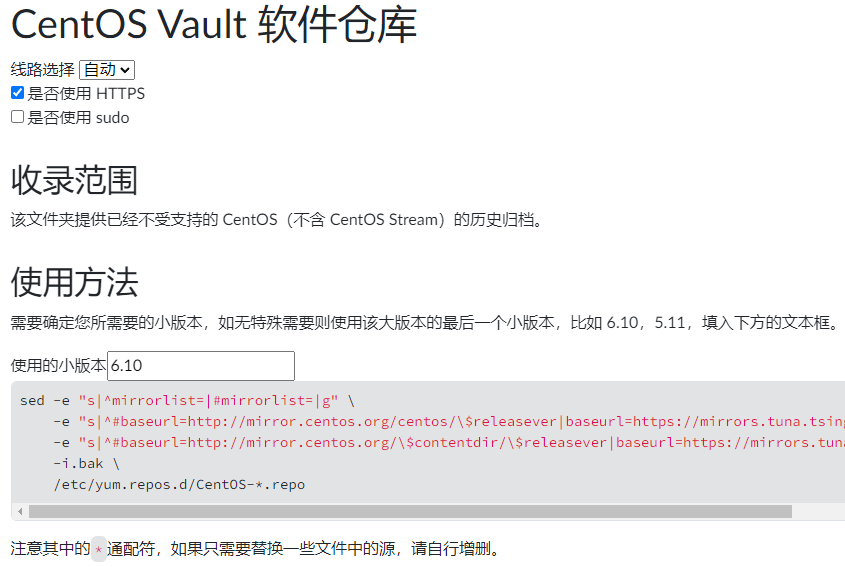 CentOS Vault 软件仓库
线路选择 自动
是否使用 HTTPS
是否使用 sudo
收录范围
该文件夹提供已经不受支持的 CentOS（不含 CentOS Stream）的历史归档。
使用方法
需要确定您所需要的小版本，如无特殊需要则使用该大版本的最后一个小版本，比如 6.10，5.11，填入下方的文本框。
使用的小版本 6.10
sed -e "s|^mirrorlist=|#mirrorlist=|g" \
-e "s|^#baseurl=http://mirror.centos.org/centos/\$releasever|baseurl=https://mirrors.tuna.tsing
-e "s|^#baseurl=http://mirror.centos.org/\$contentdir/\$releasever|baseurl=https://mirrors.tuna
-i.bak \
/etc/yum.repos.d/CentOS-*.repo
注意其中的 * 通配符，如果只需要替换一些文件中的源，请自行增删。